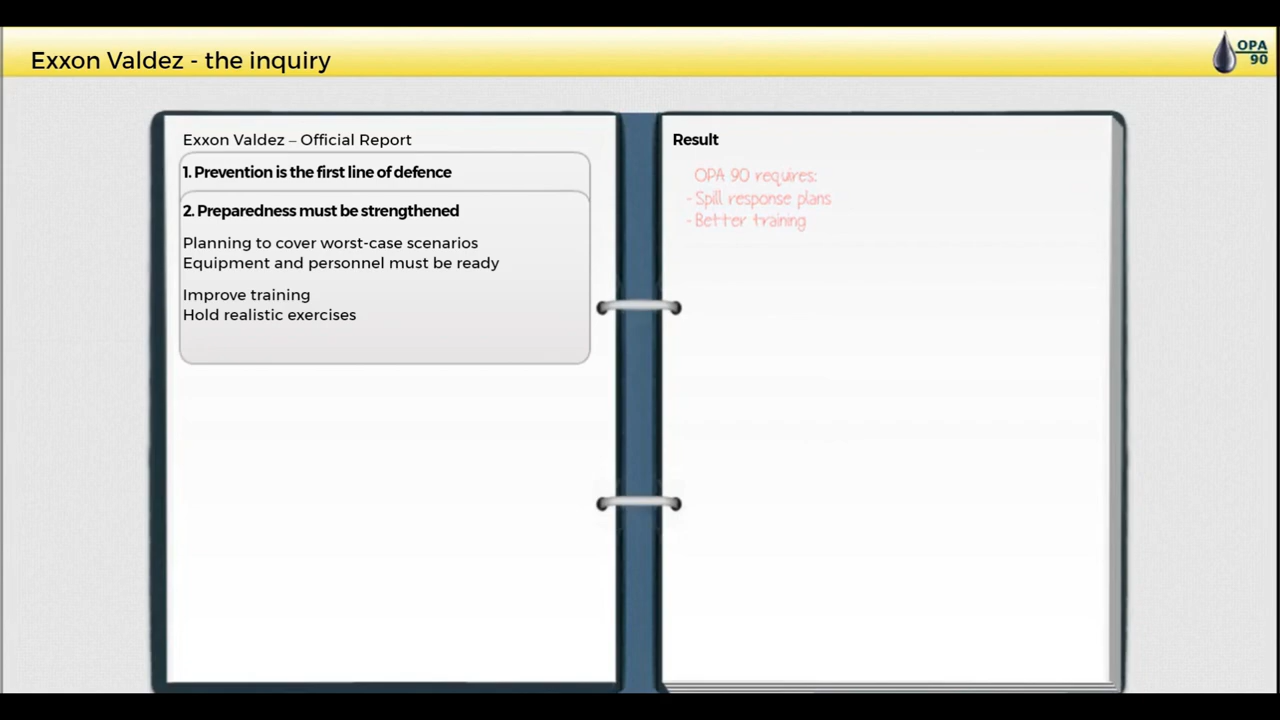 Exxon Valdez - the inquiry
OPA
90
Exxon Valdez – Official Report
1. Prevention is the first line of defence
2. Preparedness must be strengthened
Planning to cover worst-case scenarios
Equipment and personnel must be ready
Improve training
Hold realistic exercises
Result
OPA 90 requires:
- Spill response plans
- Better training